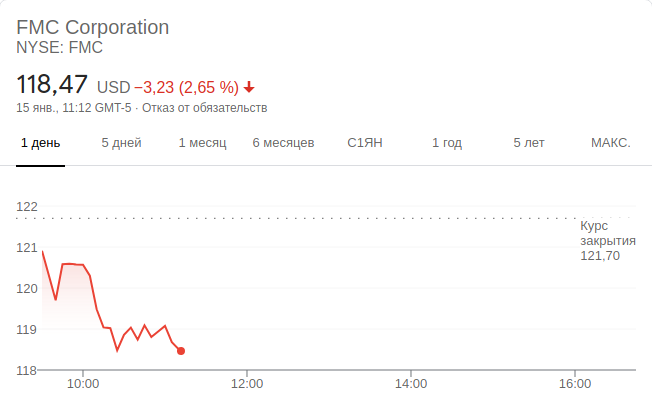 FMC Corporation
NYSE: FMC
118,47 USD −3,23 (2,65 %)
15 янв., 11:12 GMT-5 · Отказ от обязательств
1 день 5 дней 1 месяц 6 месяцев С1ЯН 1 год 5 лет МАКС.
122
Курс
закрытия
121,70
121
120
119
118
10:00 12:00 14:00 16:00